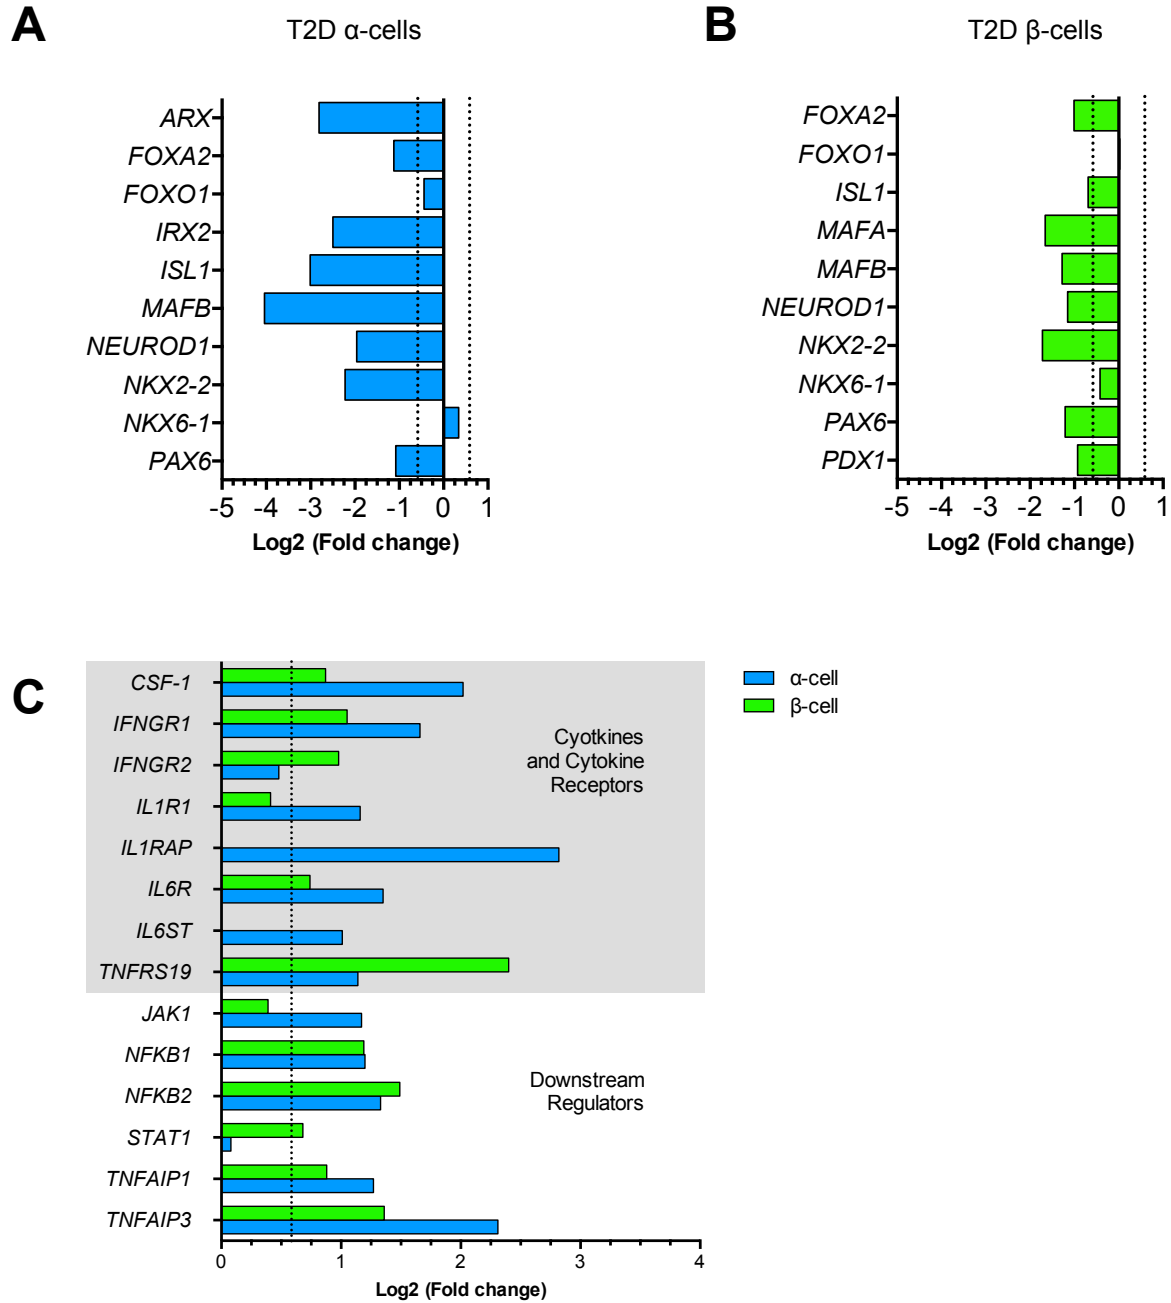 A
T2D α-cells
ARX
FOXA2
FOXO1
IRX2
ISL1
MAFB
NEUROD1
NKX2-2
NKX6-1
PAX6
-5 -4 -3 -2 -1 0 1
Log2 (Fold change)
B
T2D β-cells
FOXA2
FOXO1
ISL1
MAFA
MAFB
NEUROD1
NKX2-2
NKX6-1
PAX6
PDX1
-5 -4 -3 -2 -1 0 1
Log2 (Fold change)
C
CSF-1
IFNGR1
IFNGR2
IL1R1
IL1RAP
IL6R
IL6ST
TNFRS19
JAK1
NFKB1
NFKB2
STAT1
TNFAIP1
TNFAIP3
Cyotkines
and Cytokine
Receptors
Downstream
Regulators
0 1 2 3 4
Log2 (Fold change)
α-cell
β-cell